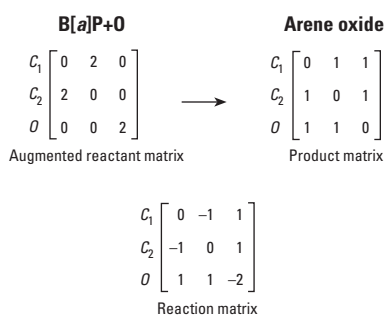 B[a]P+O
Arene oxide
C1 0 2 0
C2 2 0 0
O 0 0 2
C1 0 1 1
C2 1 0 1
O 1 1 0
Augmented reactant matrix
Product matrix
C1 0 –1 1
C2 –1 0 1
O 1 1 –2
Reaction matrix